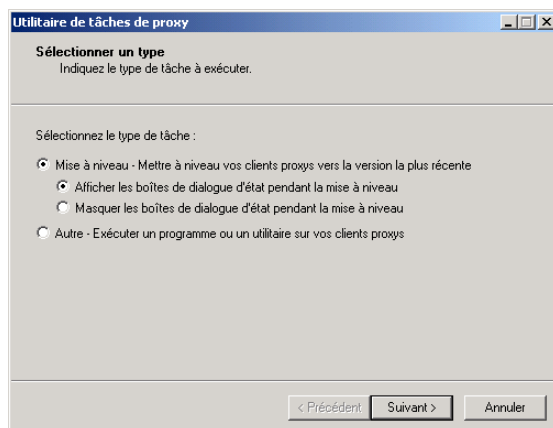 Utilitaire de tâches de proxy
Sélectionner un type
Indiquez le type de tâche à exécuter.
Sélectionnez le type de tâche :
Mise à niveau - Mettre à niveau vos clients proxys vers la version la plus récente
Afficher les boîtes de dialogue d'état pendant la mise à niveau
Masquer les boîtes de dialogue d'état pendant la mise à niveau
Autre - Exécuter un programme ou un utilitaire sur vos clients proxys
< Précédent Suivant > Annuler